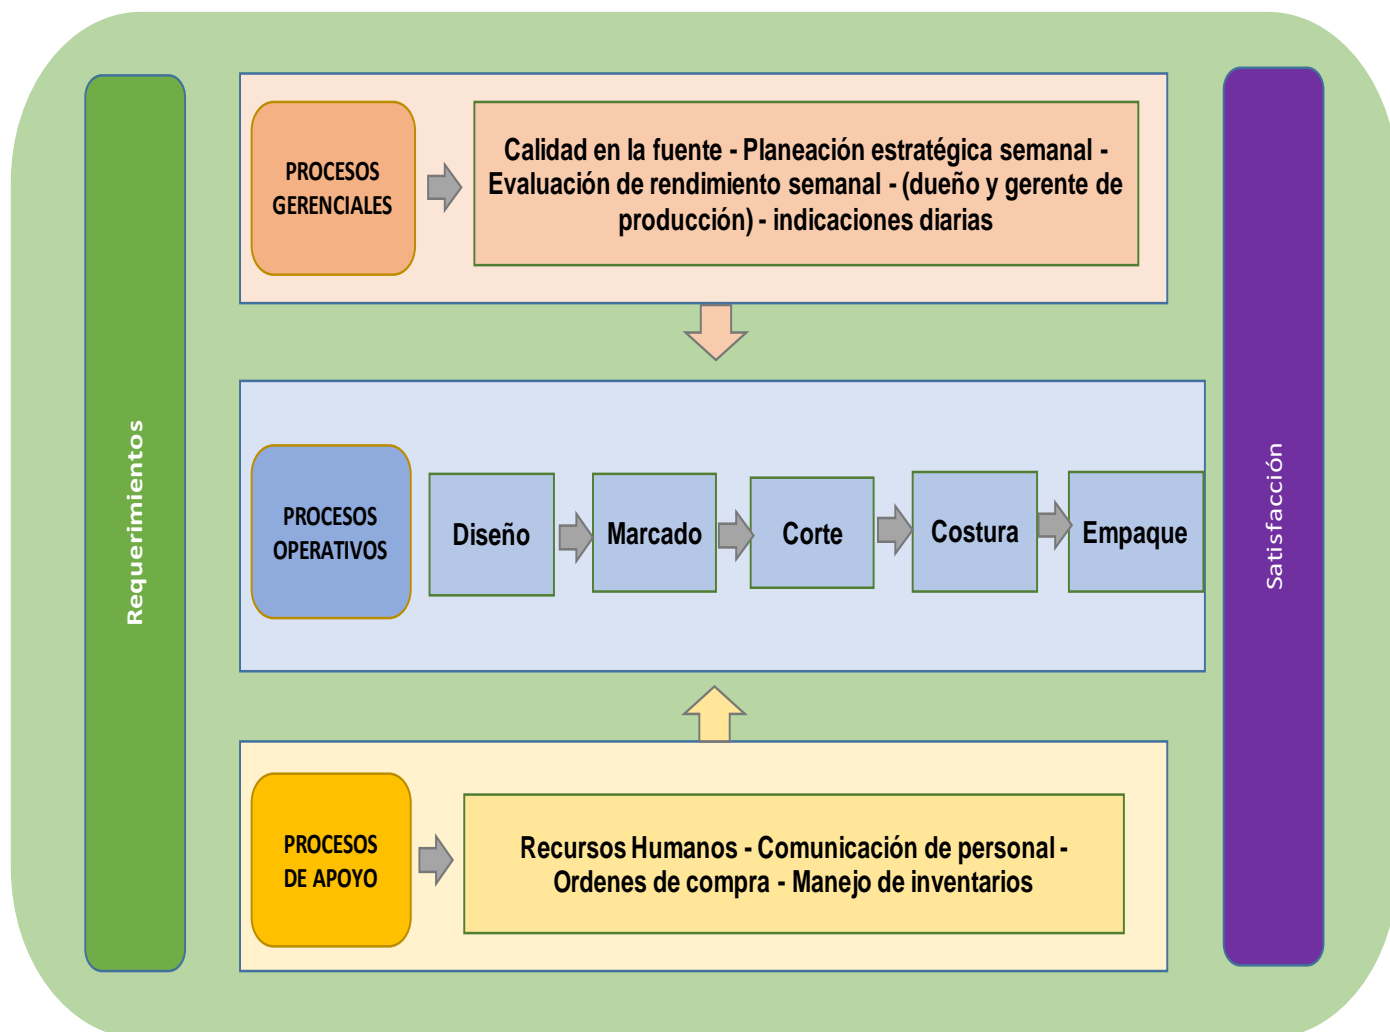 Requerimientos
PROCESOS
GERENCIALES
Calidad en la fuente - Planeación estratégica semanal -
Evaluación de rendimiento semanal - (dueño y gerente de
producción) - indicaciones diarias
PROCESOS
OPERATIVOS
Diseño
Marcado
Corte
Costura
Empaque
PROCESOS
DE APOYO
Recursos Humanos - Comunicación de personal -
Ordenes de compra - Manejo de inventarios
Satisfacción